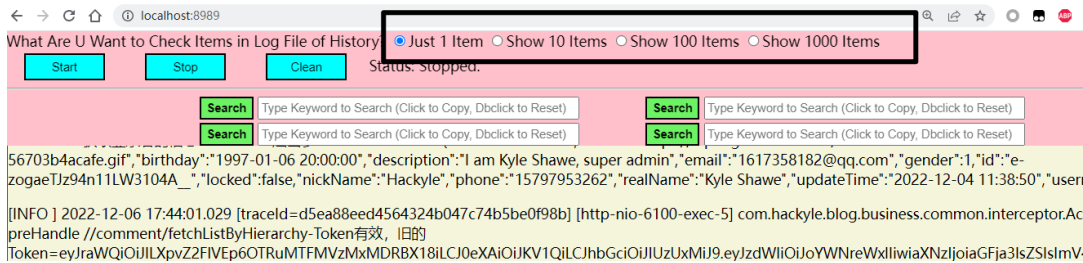 localhost:8989
What Are U Want to Check Items in Log File of History Just 1 Item Show 10 Items Show 100 Items Show 1000 Items
Start Stop Clean Status: Stopped.
Search Type Keyword to Search (Click to Copy, Dbclick to Reset) Search Type Keyword to Search (Click to Copy, Dbclick to Reset)
Search Type Keyword to Search (Click to Copy, Dbclick to Reset) Search Type Keyword to Search (Click to Copy, Dbclick to Reset)
56703b4acafe.gif","birthday":"1997-01-06 20:00:00","description":"I am Kyle Shawe, super admin","email":"1617358182@qq.com","gender":1,"id":"e-
zogaeTJz94n11LW3104A__","locked":false,"nickName":"Hackyle","phone":"15797953262","realName":"Kyle Shawe","updateTime":"2022-12-04 11:38:50","usern
[INFO ] 2022-12-06 17:44:01.029 [traceId=d5ea88eed4564324b047c74b5be0f98b] [http-nio-6100-exec-5] com.hackyle.blog.business.common.interceptor.Ac
preHandle //comment/fetchListByHierarchy-Token有效，旧的
Token=eyJraWQiOiJlLXpvZ2FlVEp6OTRuMTFMVzMxMDRBX18iLCJ0eXAiOiJKV1QiLCJhbGciOiJIUzUxMiJ9.eyJzdWIiOiJoYWNreWxlIiwiaXNzIjoiaGFja3lsZSIsImV4